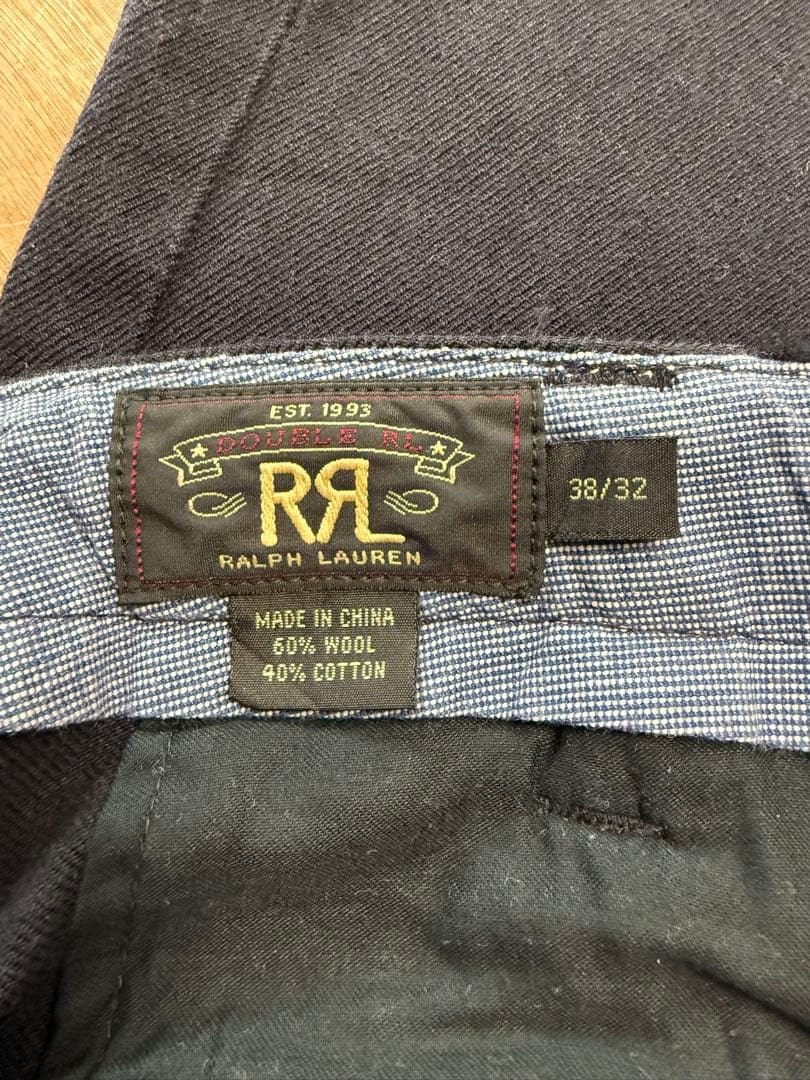 EST. 1993
DOUBLE RL
RRL
RALPH LAUREN
38/32
MADE IN CHINA
60% WOOL
40% COTTON